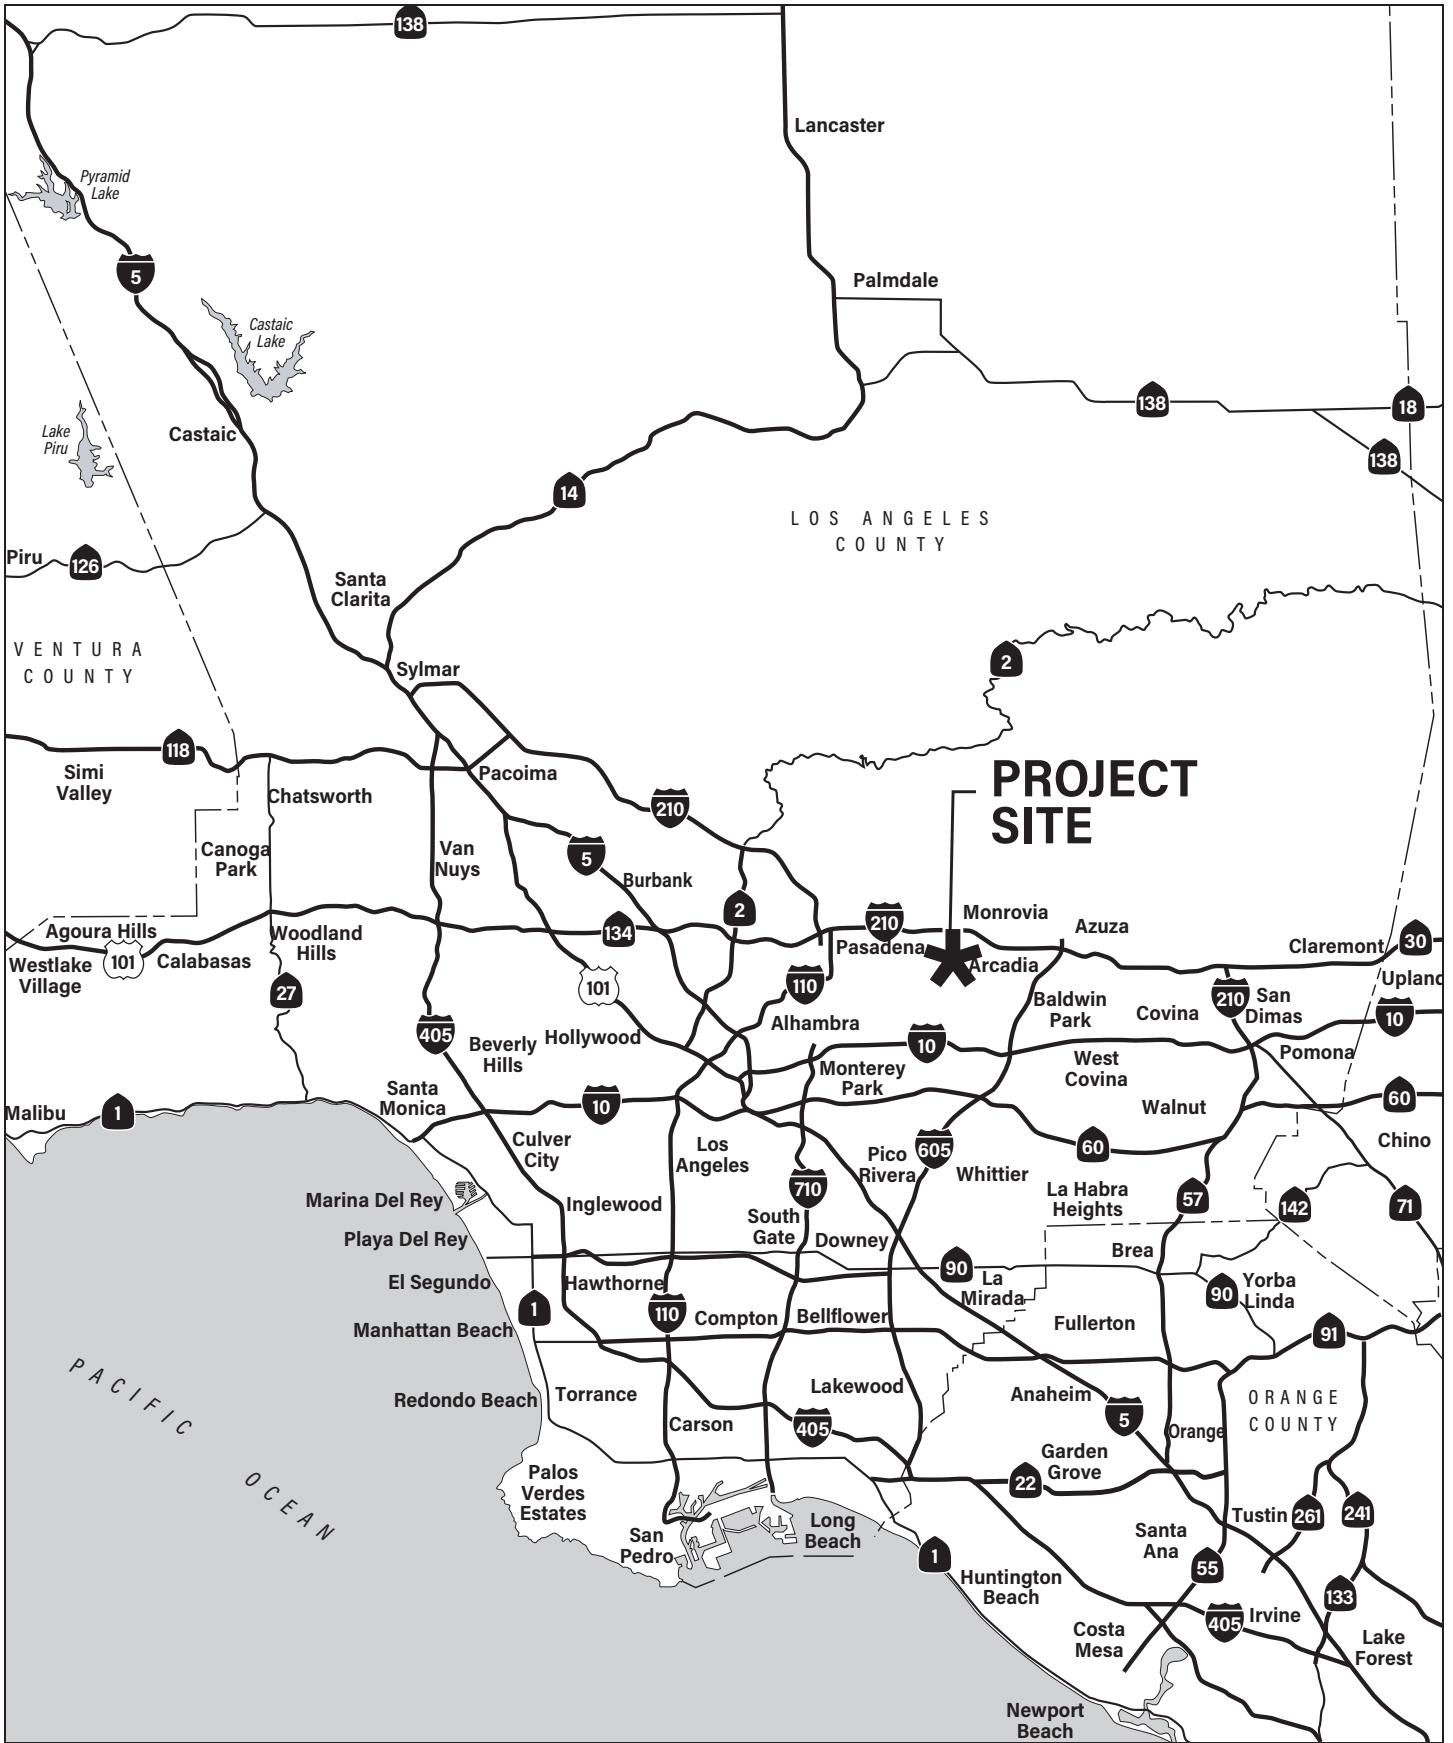 138
Lancaster
Pyramid
Lake
5
Palmdale
Castaic
Lake
138
18
Lake
Piru
Castaic
138
14
LOS ANGELES
COUNTY
Piru
126
Santa
Clarita
VENTURA
COUNTY
2
Sylmar
118
Simi
Valley
Pacoima
PROJECT
SITE
Chatsworth
210
Canoga
Park
Van
Nuys
5
Burbank
2
134
210
Monrovia
Azuza
Agoura Hills
101
Calabasas
Woodland
Hills
Pasadena
Arcadia
Claremont
30
Westlake
Village
27
101
110
Baldwin
Park
Covina
210
San
Dimas
Upland
10
405
Beverly
Hills
Hollywood
Alhambra
10
Monterey
Park
West
Covina
Pomona
Malibu
1
Santa
Monica
10
Walnut
60
Culver
City
Los
Angeles
Pico
Rivera
605
Whittier
60
Chino
Marina Del Rey
Inglewood
710
La Habra
Heights
57
142
71
Playa Del Rey
South
Gate
Downey
Brea
El Segundo
Hawthorne
90
La
Mirada
90
Yorba
Linda
1
110
Compton
Bellflower
Fullerton
91
Manhattan Beach
Redondo Beach
Torrance
Lakewood
Anaheim
ORANGE
COUNTY
PACIFIC
OCEAN
Carson
405
5
Orange
Palos
Verdes
Estates
Garden
Grove
22
San
Pedro
Long
Beach
Santa
Ana
Tustin
261
241
1
55
Huntington
Beach
133
405
Irvine
Costa
Mesa
Lake
Forest
Newport
Beach